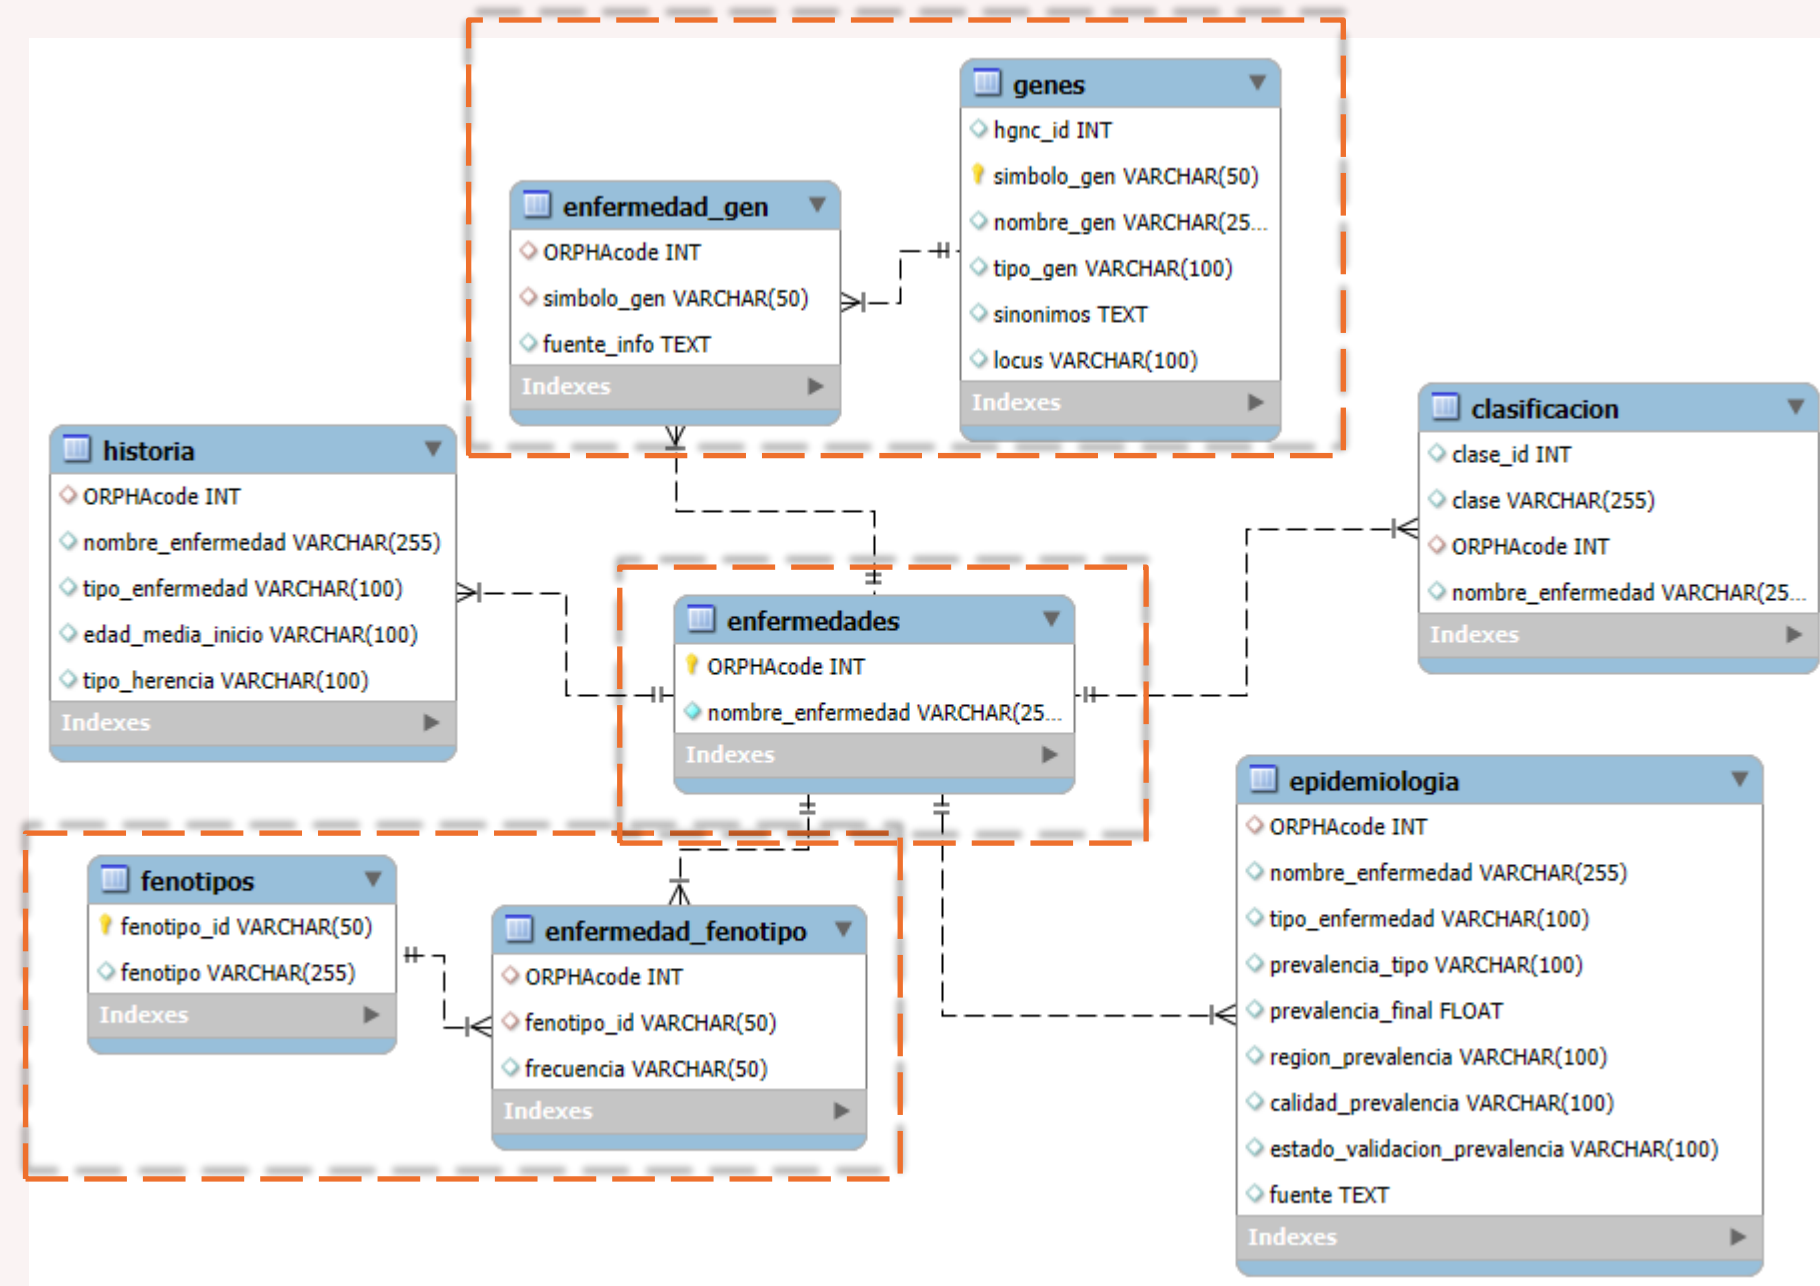 genes
hgnc_id INT
simbolo_gen VARCHAR(50)
nombre_gen VARCHAR(25...
tipo_gen VARCHAR(100)
sinonimos TEXT
locus VARCHAR(100)
Indexes
enfermedad_gen
ORPHAcode INT
simbolo_gen VARCHAR(50)
fuente_info TEXT
Indexes
historia
ORPHAcode INT
nombre_enfermedad VARCHAR(255)
tipo_enfermedad VARCHAR(100)
edad_media_inicio VARCHAR(100)
tipo_herencia VARCHAR(100)
Indexes
clasificacion
clase_id INT
clase VARCHAR(255)
ORPHAcode INT
nombre_enfermedad VARCHAR(25...
Indexes
enfermedades
ORPHAcode INT
nombre_enfermedad VARCHAR(25...
Indexes
epidemiologia
ORPHAcode INT
nombre_enfermedad VARCHAR(255)
tipo_enfermedad VARCHAR(100)
prevalencia_tipo VARCHAR(100)
prevalencia_final FLOAT
region_prevalencia VARCHAR(100)
calidad_prevalencia VARCHAR(100)
estado_validacion_prevalencia VARCHAR(100)
fuente TEXT
Indexes
fenotipos
fenotipo_id VARCHAR(50)
fenotipo VARCHAR(255)
Indexes
enfermedad_fenotipo
ORPHAcode INT
fenotipo_id VARCHAR(50)
frecuencia VARCHAR(50)
Indexes